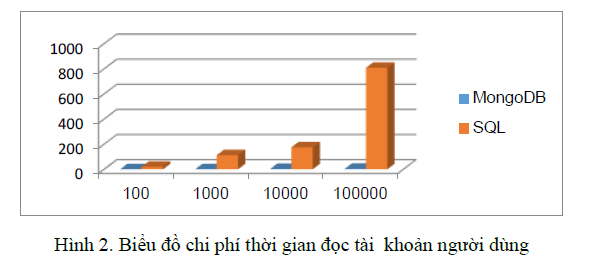 1000
800
600
400
200
0
100 1000 10000 100000
MongoDB
SQL
Hình 2. Biểu đồ chi phí thời gian đọc tài khoản người dùng